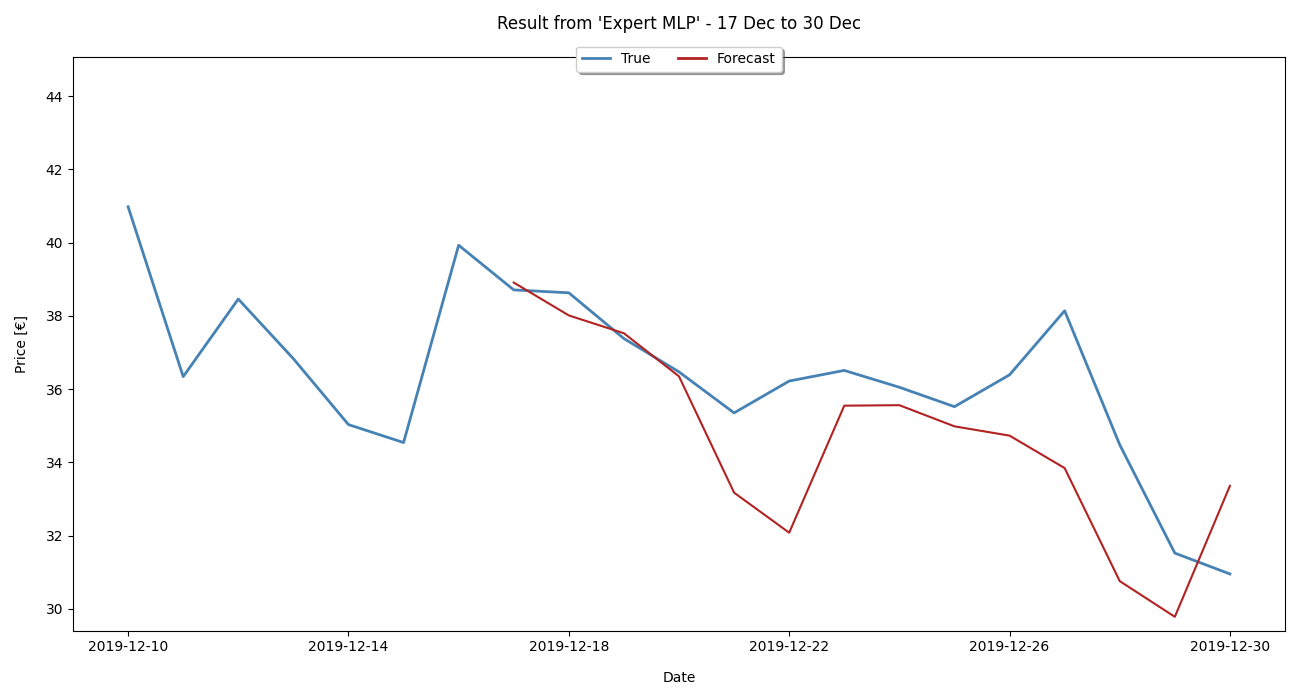 Result from 'Expert MLP' - 17 Dec to 30 Dec
True Forecast
44
42
40
38
36
34
32
30
Price [€]
2019-12-10 2019-12-14 2019-12-18 2019-12-22 2019-12-26 2019-12-30
Date